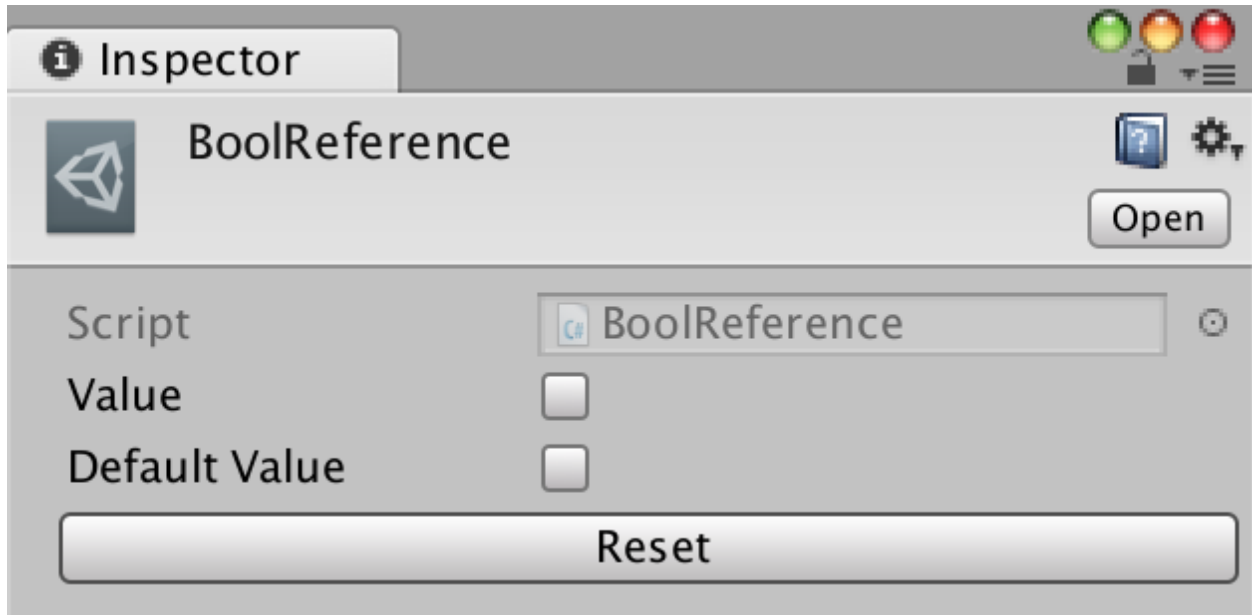 Inspector
BoolReference
Open
Script C# BoolReference
Value
Default Value
Reset